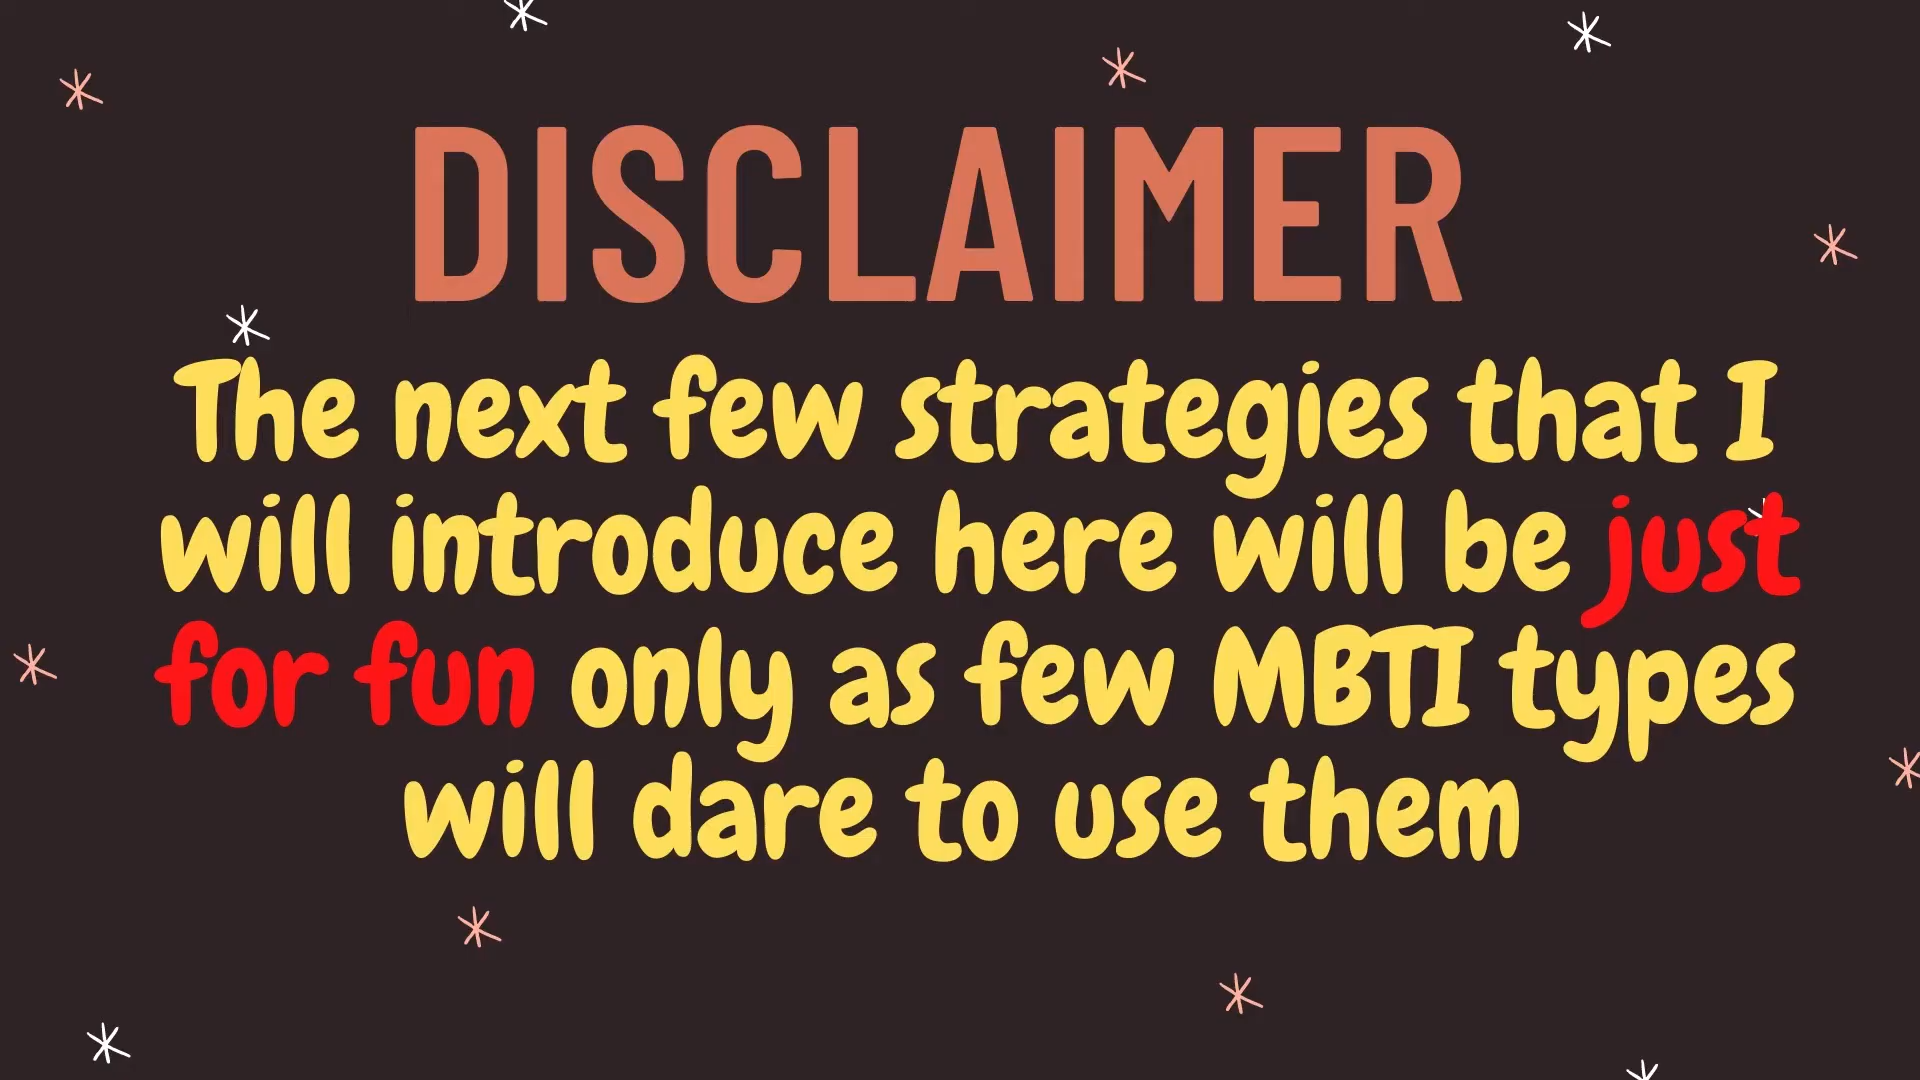 DISCLAIMER
The next few strategies that I
will introduce here will be just
for fun only as few MBTI types
will dare to use them